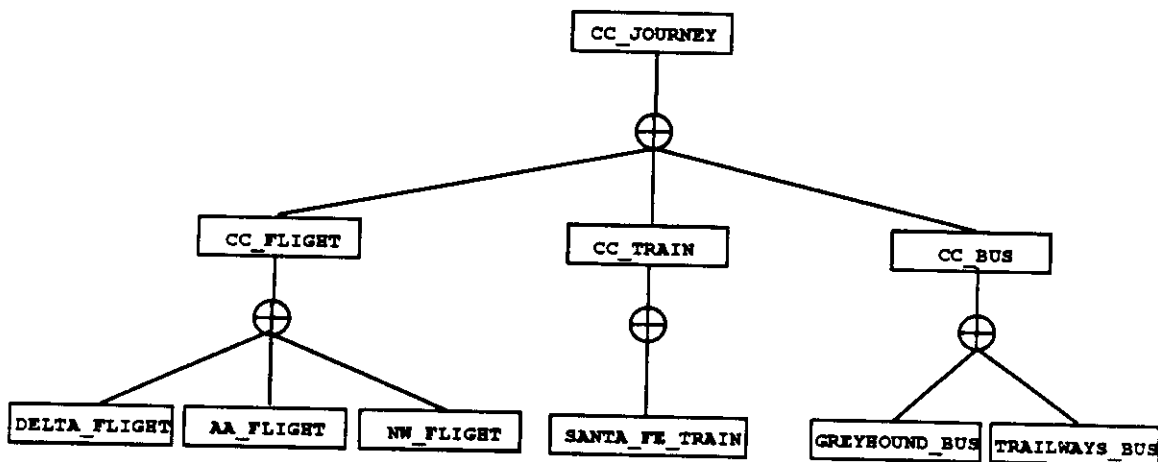 CC_JOURNEY
CC_FLIGHT
CC_TRAIN
CC_BUS
DELTA_FLIGHT
AA_FLIGHT
NW_FLIGHT
SANTA_FE_TRAIN
GREYHOUND_BUS
TRAILWAYS_BUS